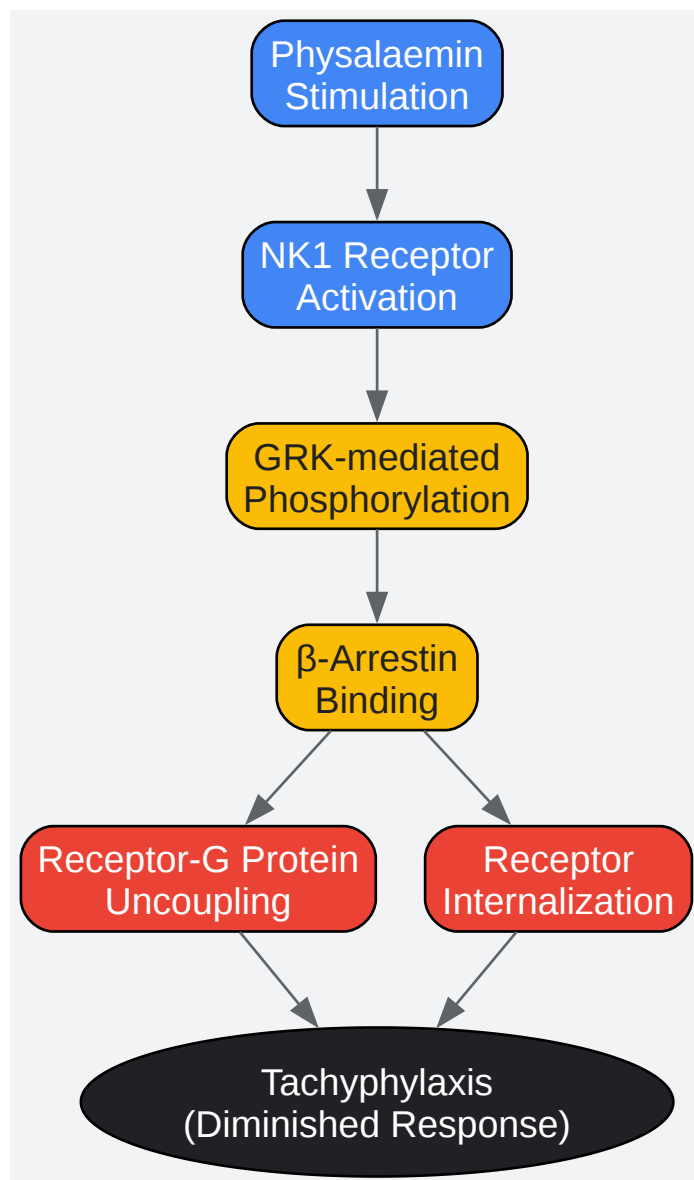 Physalaemin
Stimulation
NK1 Receptor
Activation
GRK-mediated
Phosphorylation
β-Arrestin
Binding
Receptor-G Protein
Uncoupling
Receptor
Internalization
Tachyphylaxis
(Diminished Response)